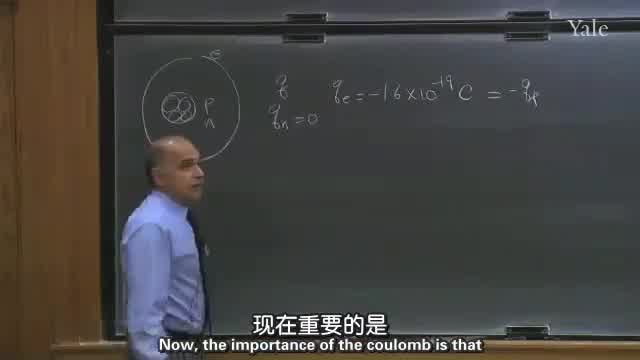 Yale
e
q
q_e = -1.6×10^-19 C = -q_p
p
n
q_n = 0
现在重要的是
Now, the importance of the coulomb is that